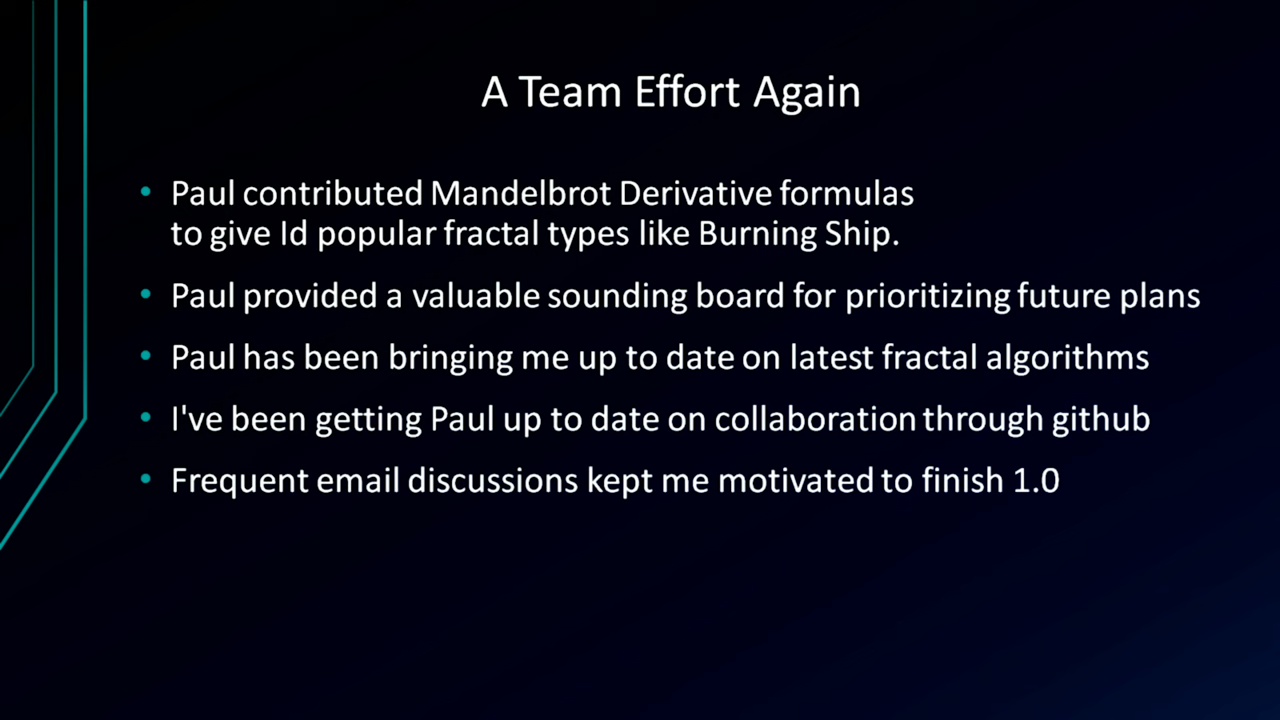 A Team Effort Again
• Paul contributed Mandelbrot Derivative formulas
to give Id popular fractal types like Burning Ship.
• Paul provided a valuable sounding board for prioritizing future plans
• Paul has been bringing me up to date on latest fractal algorithms
• I've been getting Paul up to date on collaboration through github
• Frequent email discussions kept me motivated to finish 1.0